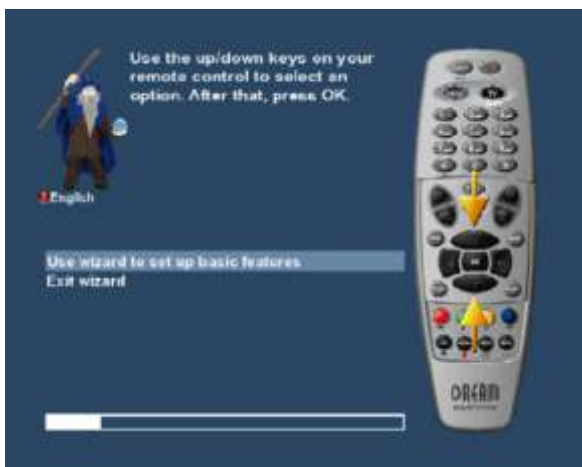 Use the up/down keys on your
remote control to select an
option. After that, press OK.
English
Use wizard to set up basic features
Exit wizard
DREAM